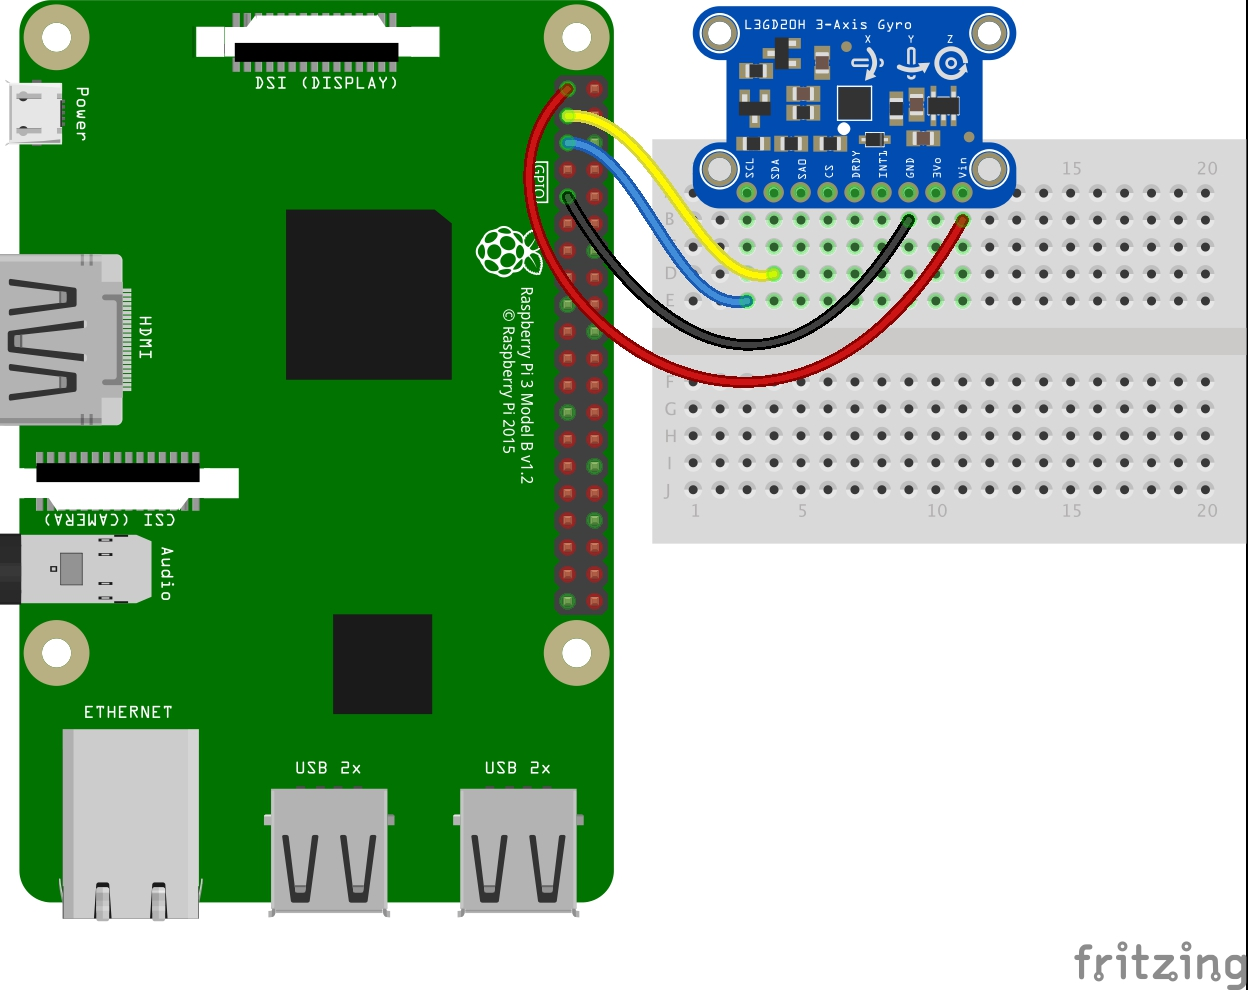 DSI (DISPLAY)
Power
HDMI
GPIO
Raspberry Pi 3 Model B v1.2
© Raspberry Pi 2015
CSI (CAMERA)
Audio
ETHERNET
USB 2x
USB 2x
L3GD20H 3-Axis Gyro
X Y Z
SCL SDA SAO CS DRDY INT1 GND 3Vo Vin
15 20
B
D
E
F
G
H
I
J
1 5 10 15 20
fritzing